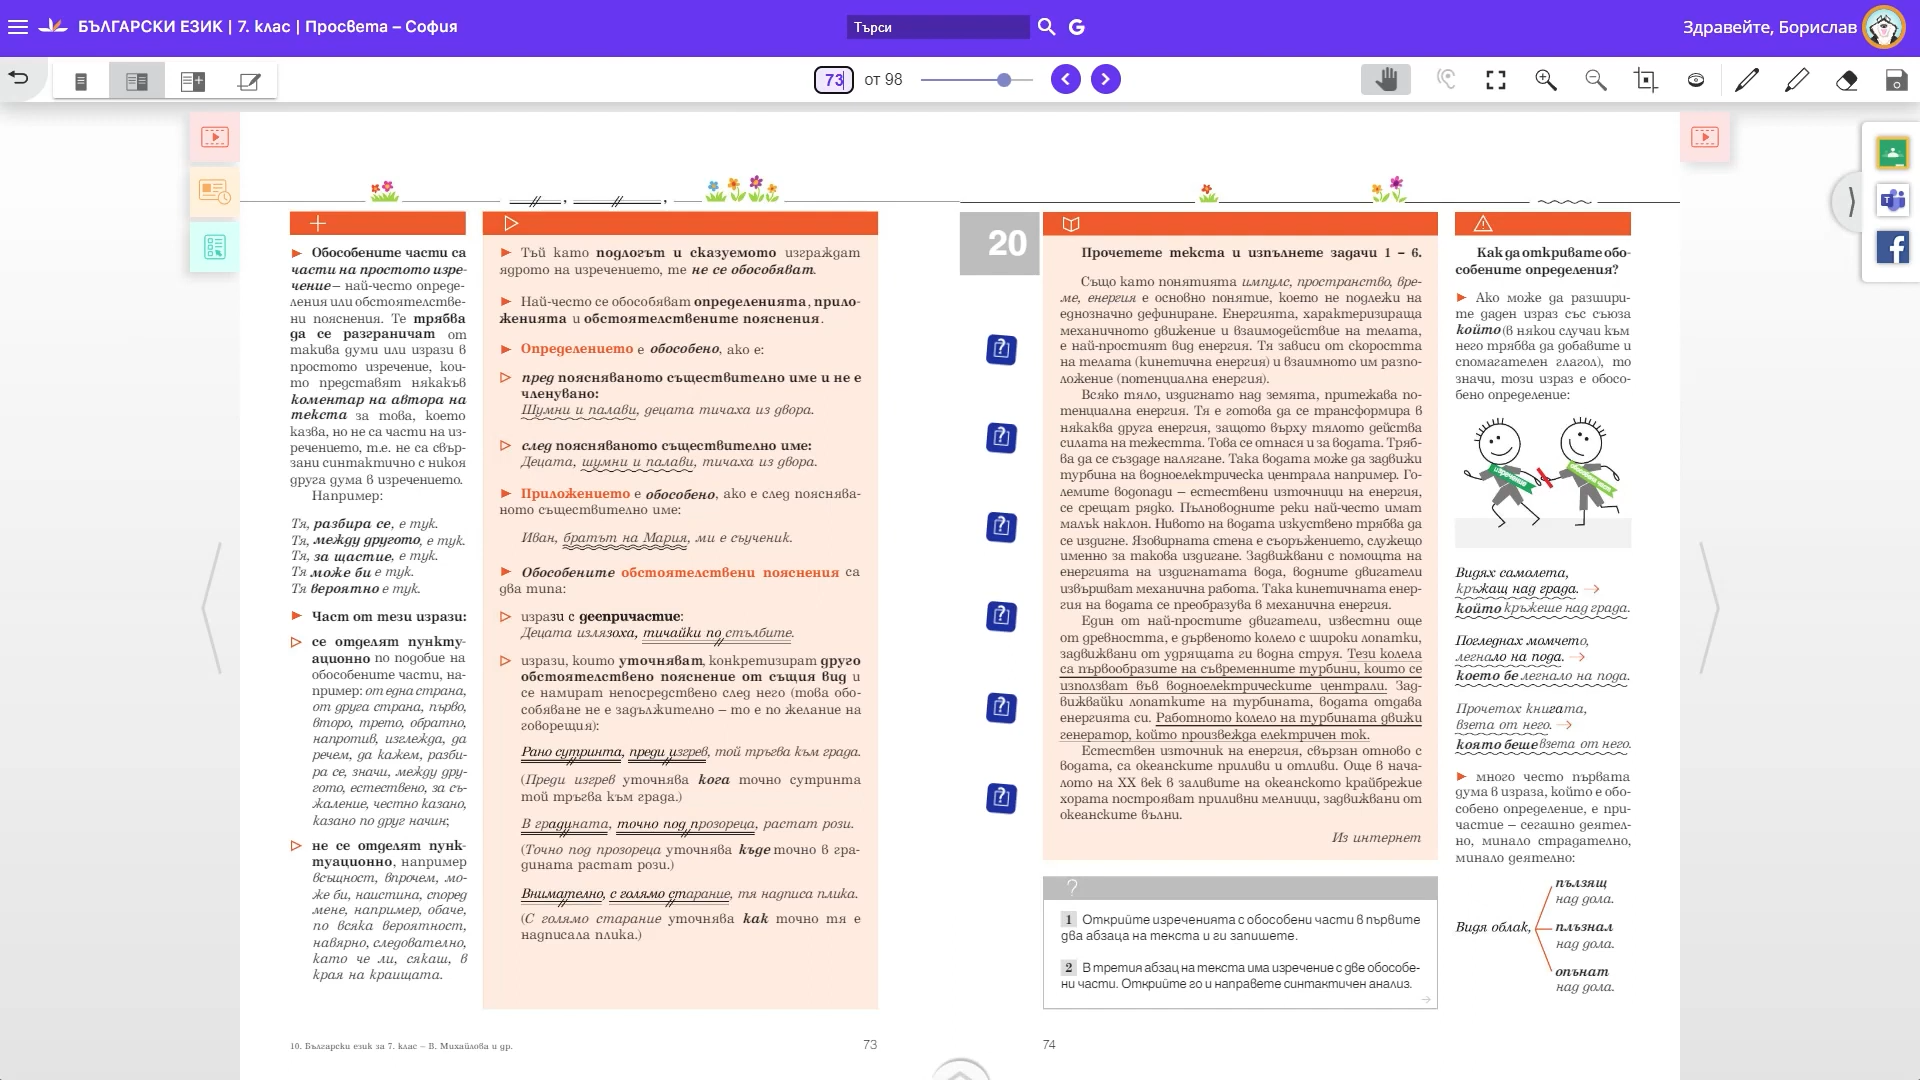 БЪЛГАРСКИ ЕЗИК | 7. клас | Просвета – София
Търси
Здравейте, Борислав
73 от 98
► Обособените части са
части на простото изре-
чение – най-често опреде-
ления или обстоятелстве-
ни пояснения. Те трябва
да се разграничат от
такива думи или изрази в
простото изречение, кои-
то представят някакъв
коментар на автора на
текста за това, което
казва, но не са части на из-
речението, т.е. не са свър-
зани синтактично с никоя
друга дума в изречението.
Например:
Тя, разбира се, е тук.
Тя, между другото, е тук.
Тя, за щастие, е тук.
Тя може би е тук.
Тя вероятно е тук.
► Част от тези изрази:
▷ се отделят пункту-
ационно по подобие на
обособените части, на-
пример: от една страна,
от друга страна, първо,
второ, трето, обратно,
напротив, изглежда, да
речем, да кажем, разби-
ра се, значи, между дру-
гото, естествено, за съ-
жаление, честно казано,
казано по друг начин;
▷ не се отделят пунк-
туационно, например
всъщност, впрочем, мо-
же би, наистина, според
мене, например, обаче,
по всяка вероятност,
навярно, следователно,
като че ли, сякаш, в
края на краищата.
► Тъй като подлогът и сказуемото изграждат
ядрото на изречението, те не се обособяват.
► Най-често се обособяват определенията, прило-
женията и обстоятелствените пояснения.
► Определението е обособено, ако е:
▷ пред поясняваното съществително име и не е
членувано:
Шумни и палави, децата тичаха из двора.
▷ след поясняваното съществително име:
Децата, шумни и палави, тичаха из двора.
► Приложението е обособено, ако е след поясня­ва-
ното съществително име:
Иван, братът на Мария, ми е съученик.
► Обособените обстоятелствени пояснения са
два типа:
▷ изрази с деепричастие:
Децата излязоха, тичайки по стълбите.
▷ изрази, които уточняват, конкретизират друго
обстоятелствено пояснение от същия вид и
се намират непосредствено след него (това обо-
собяване не е задължително – то е по желание на
говорещия):
Рано сутринта, преди изгрев, той тръгва към града.
(Преди изгрев уточнява кога точно сутринта
той тръгва към града.)
В градината, точно под прозореца, растат рози.
(Точно под прозореца уточнява къде точно в гра-
дината растат рози.)
Внимателно, с голямо старание, тя надписа плика.
(С голямо старание уточнява как точно тя е
надписала плика.)
10. Български език за 7. клас – В. Михайлова и др.
73
20
Прочетете текста и изпълнете задачи 1 – 6.
Също като понятията импулс, пространство, вре-
ме, енергия е основно понятие, което не подлежи на
еднозначно дефиниране. Енергията, характеризираща
механичното движение и взаимодействие на телата,
е най-простият вид енергия. Тя зависи от скоростта
на телата (кинетична енергия) и взаимното им разпо-
ложение (потенциална енергия).
Всяко тяло, издигнато над земята, притежава по-
тенциална енергия. Тя е готова да се трансформира в
някаква друга енергия, защото върху тялото действа
силата на тежестта. Това се отнася и за водата. Тряб-
ва да се създаде налягане. Така водата може да задвижи
турбина на водноелектрическа централа например. Го-
лемите водопади – естествени източници на енергия,
се срещат рядко. Пълноводните реки най-често имат
малък наклон. Нивото на водата изкуствено трябва да
се издигне. Язовирната стена е съоръжението, служещо
именно за такова издигане. Задвижвани с помощта на
енергията на издигнатата вода, водните двигатели
извършват механична работа. Така кинетичната енер-
гия на водата се преобразува в механична енергия.
Един от най-простите двигатели, известни още
от древността, е дървеното колело с широки лопатки,
задвижвани от удрящата ги водна струя. Тези колела
са първообразите на съвременните турбини, които се
използват във водноелектрическите централи. Зад-
вижвайки лопатките на турбината, водата отдава
енергията си. Работното колело на турбината движи
генератор, който произвежда електричен ток.
Естествен източник на енергия, свързан отново с
водата, са океанските приливи и отливи. Още в нача-
лото на XX век в заливите на океанското крайбрежие
хората построяват приливни мелници, задвижвани от
океанските вълни.
Из интернет
?
1 Открийте изреченията с обособени части в първите
два абзаца на текста и ги запишете.
2 В третия абзац на текста има изречение с две обособе-
ни части. Открийте го и направете синтактичен анализ.
74
Как да откривате обо-
собените определения?
► Ако може да разшири-
те даден израз със съюза
който (в някои случаи към
него трябва да добавите и
спомагателен глагол), то
значи, този израз е обосо-
бено определение:
Видях самолета,
кръжащ над града. →
който кръжеше над града.
Погледнах момчето,
легнало на пода. →
което бе легнало на пода.
Прочетох книгата,
взета от него. →
която беше взета от него.
► много често първата
дума в израза, който е обо-
собено определение, е при-
частие – сегашно деятел-
но, минало страдателно,
минало деятелно:
пълзящ
над дола.
Видя облак, плъзнал
над дола.
опънат
над дола.